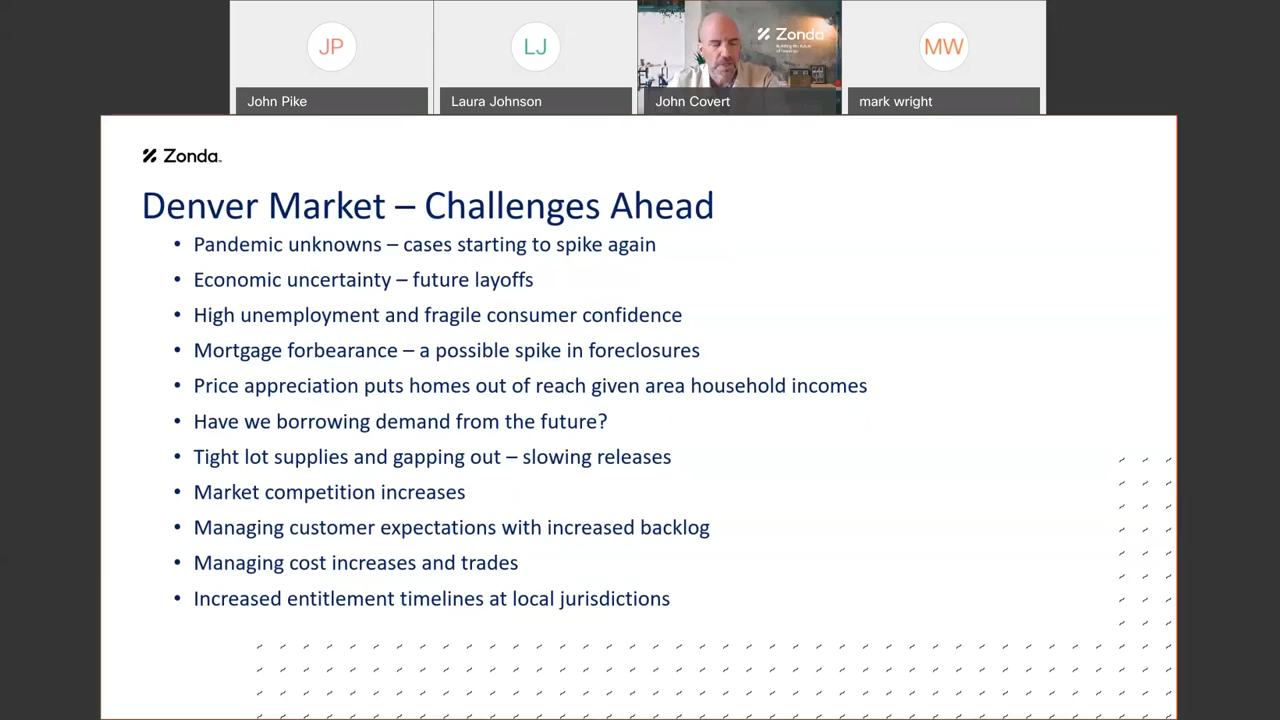 JP
LJ
Zonda
MW
John Pike
Laura Johnson
John Covert
mark wright
Zonda
Denver Market – Challenges Ahead
• Pandemic unknowns – cases starting to spike again
• Economic uncertainty – future layoffs
• High unemployment and fragile consumer confidence
• Mortgage forbearance – a possible spike in foreclosures
• Price appreciation puts homes out of reach given area household incomes
• Have we borrowing demand from the future?
• Tight lot supplies and gapping out – slowing releases
• Market competition increases
• Managing customer expectations with increased backlog
• Managing cost increases and trades
• Increased entitlement timelines at local jurisdictions